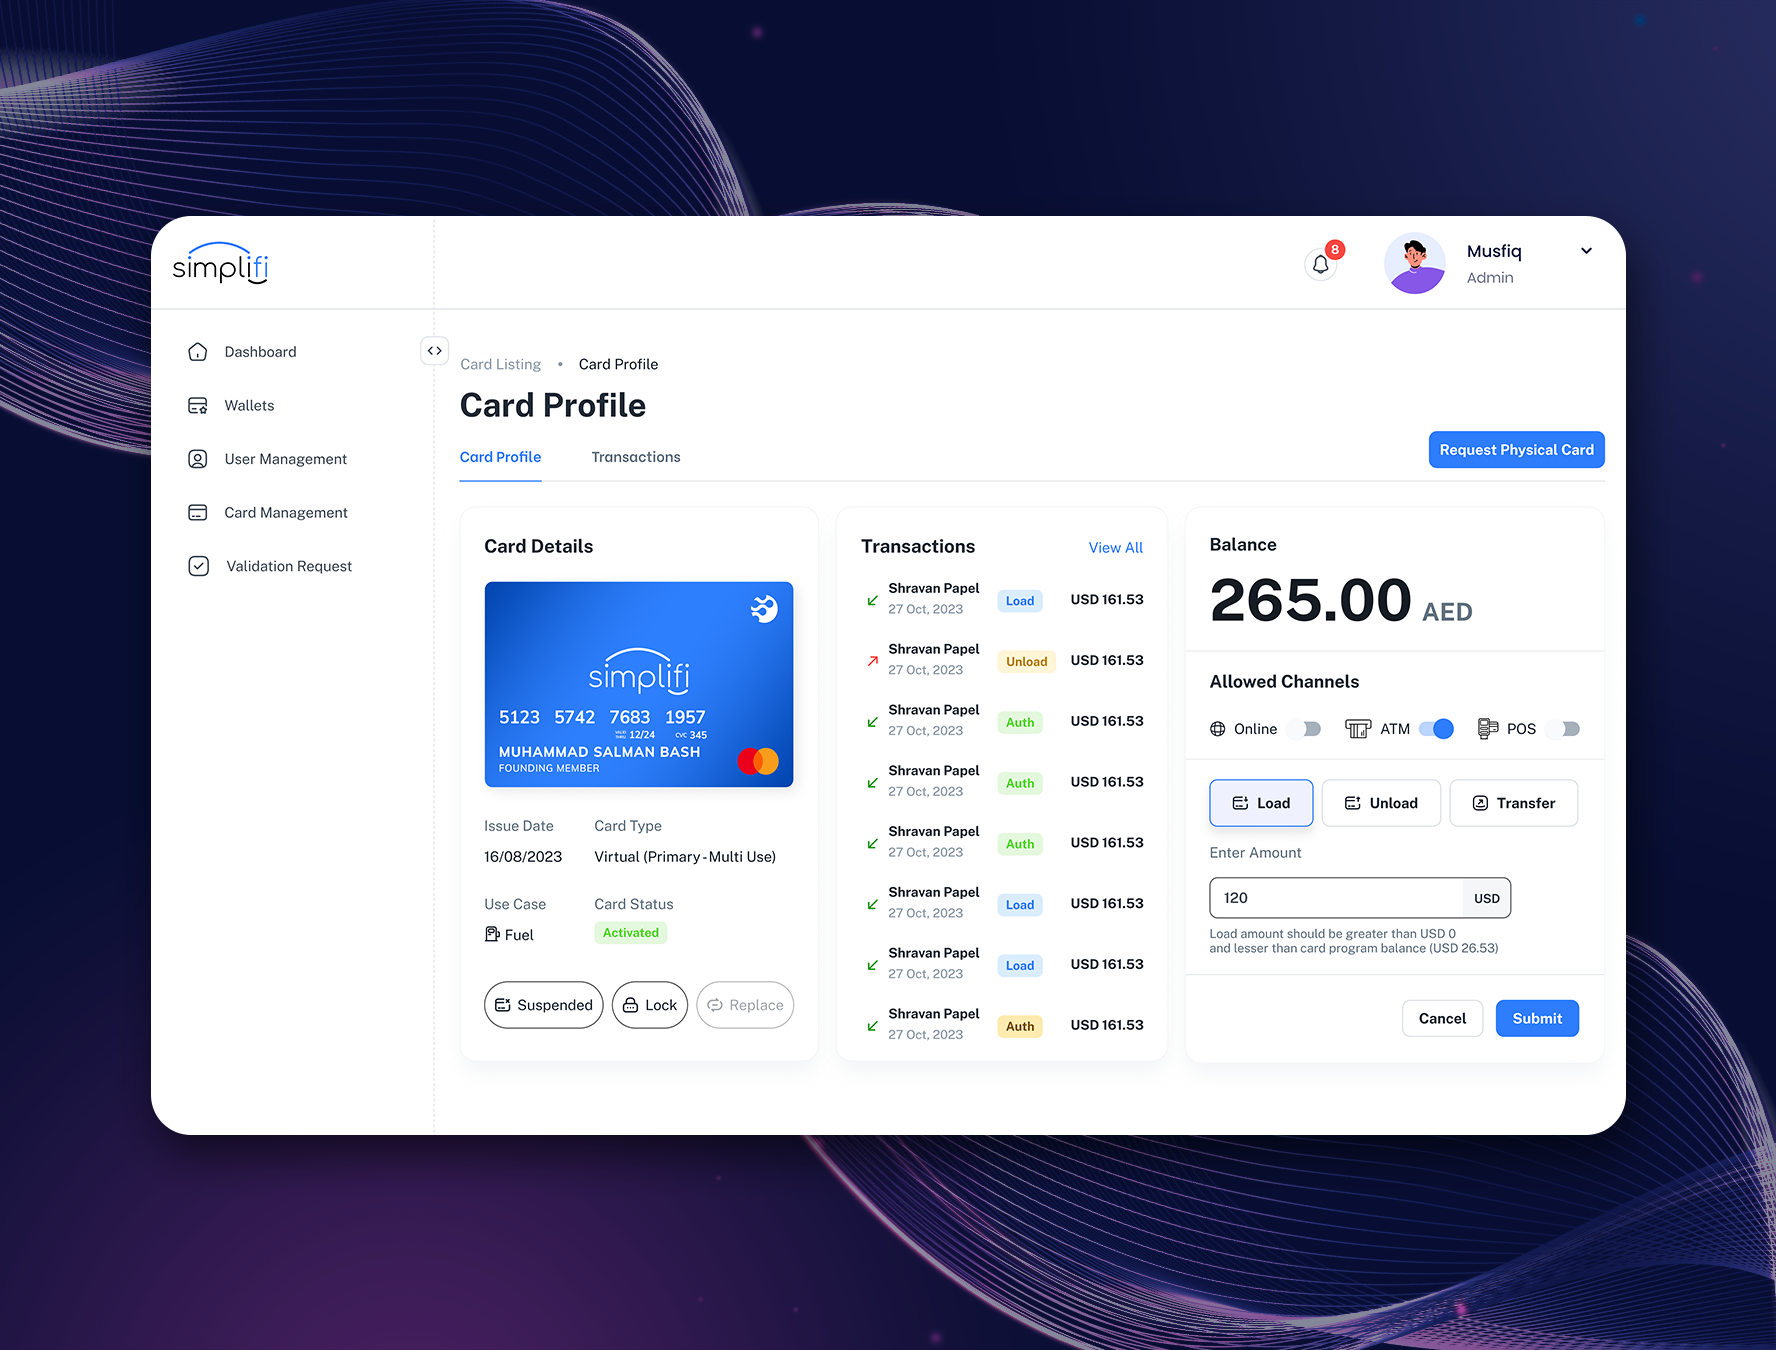 simplifi
8
Musfiq
Admin
Dashboard
Wallets
User Management
Card Management
Validation Request
Card Listing • Card Profile
Card Profile
Card Profile
Transactions
Request Physical Card
Card Details
simplifi
5123 5742 7683 1957
VALID THRU 12/24 CVC 345
MUHAMMAD SALMAN BASH
FOUNDING MEMBER
Issue Date
Card Type
16/08/2023
Virtual (Primary-Multi Use)
Use Case
Card Status
Fuel
Activated
Suspended
Lock
Replace
Transactions
View All
Shravan Papel
27 Oct, 2023
Load
USD 161.53
Shravan Papel
27 Oct, 2023
Unload
USD 161.53
Shravan Papel
27 Oct, 2023
Auth
USD 161.53
Shravan Papel
27 Oct, 2023
Auth
USD 161.53
Shravan Papel
27 Oct, 2023
Auth
USD 161.53
Shravan Papel
27 Oct, 2023
Load
USD 161.53
Shravan Papel
27 Oct, 2023
Load
USD 161.53
Shravan Papel
27 Oct, 2023
Auth
USD 161.53
Balance
265.00 AED
Allowed Channels
Online
ATM
POS
Load
Unload
Transfer
Enter Amount
120
USD
Load amount should be greater than USD 0
and lesser than card program balance (USD 26.53)
Cancel
Submit